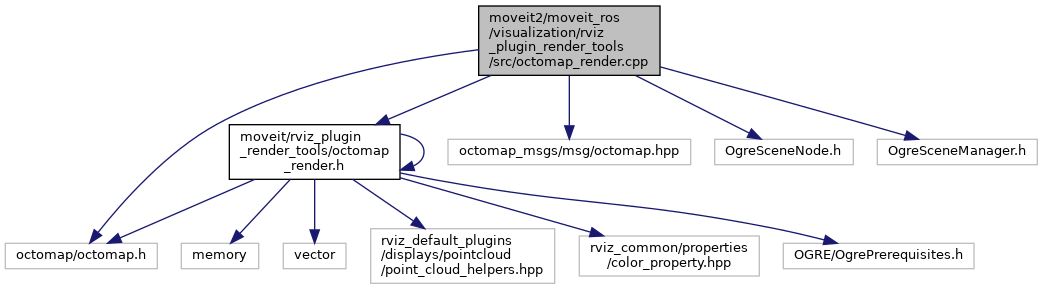 moveit2/moveit_ros
/visualization/rviz
_plugin_render_tools
/src/octomap_render.cpp
moveit/rviz_plugin
_render_tools/octomap
_render.h
octomap_msgs/msg/octomap.hpp
OgreSceneNode.h
OgreSceneManager.h
octomap/octomap.h
memory
vector
rviz_default_plugins
/displays/pointcloud
/point_cloud_helpers.hpp
rviz_common/properties
/color_property.hpp
OGRE/OgrePrerequisites.h